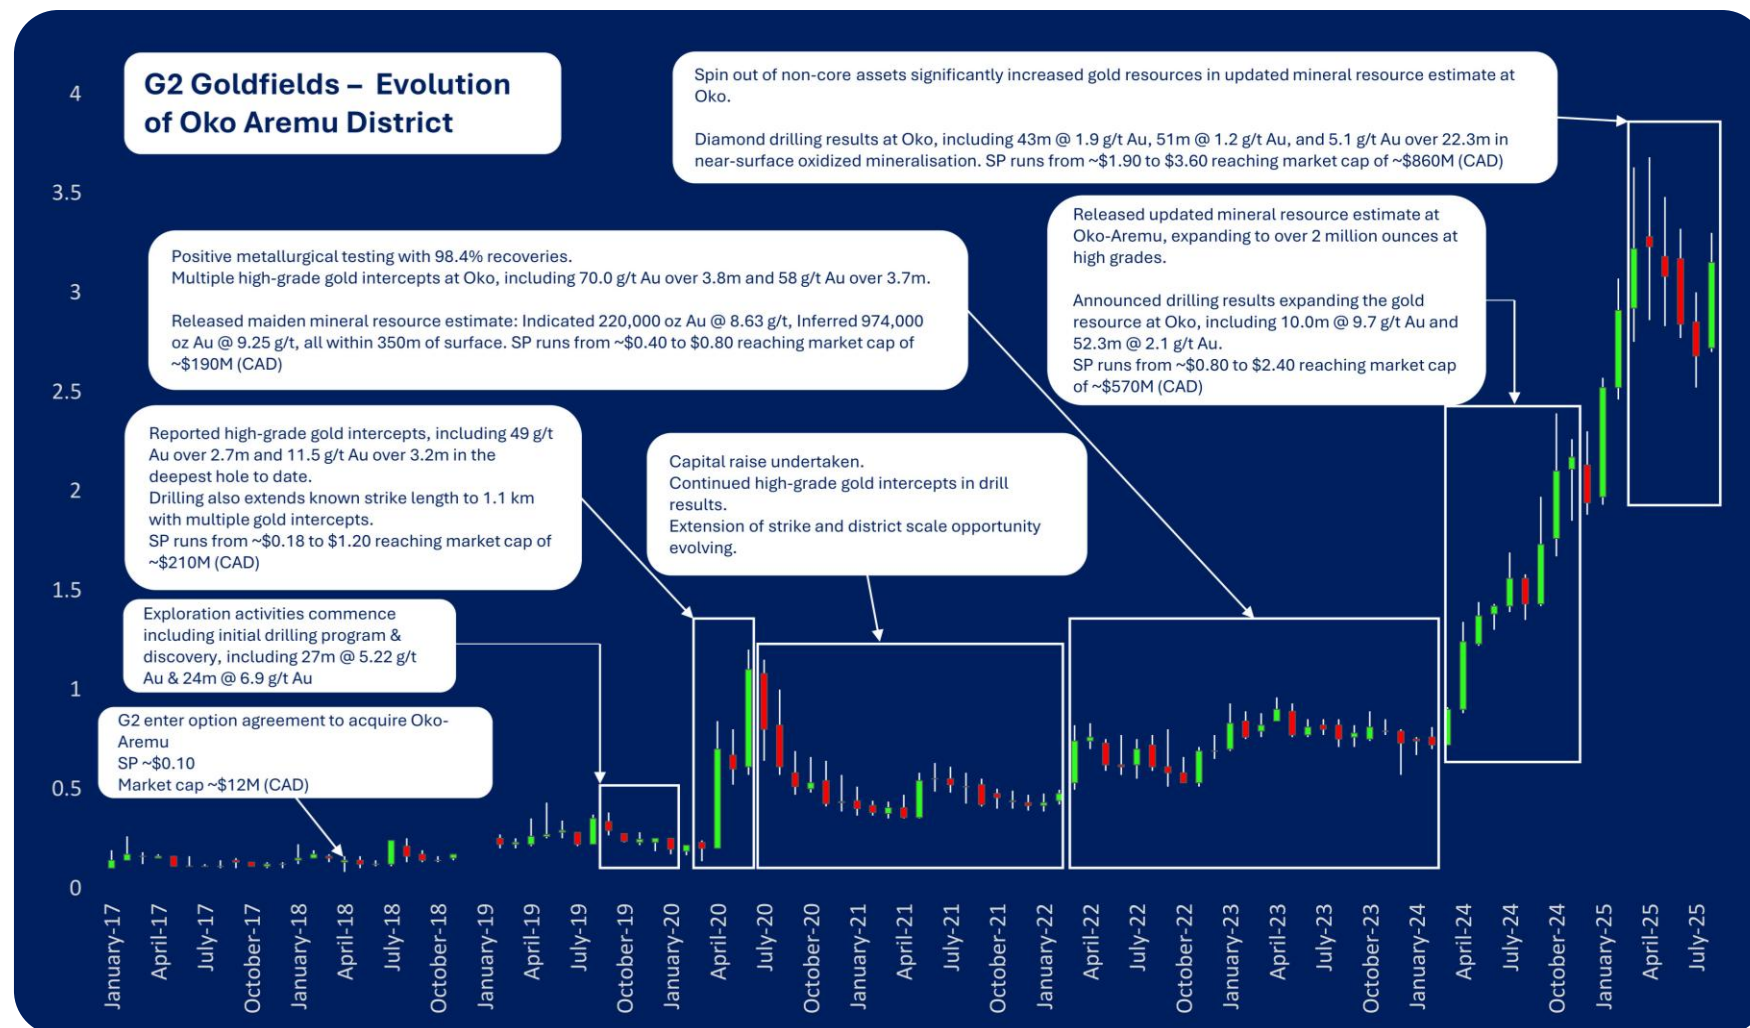 G2 Goldfields – Evolution
of Oko Aremu District
Spin out of non-core assets significantly increased gold resources in updated mineral resource estimate at
Oko.
Diamond drilling results at Oko, including 43m @ 1.9 g/t Au, 51m @ 1.2 g/t Au, and 5.1 g/t Au over 22.3m in
near-surface oxidized mineralisation. SP runs from ~$1.90 to $3.60 reaching market cap of ~$860M (CAD)
Released updated mineral resource estimate at
Oko-Aremu, expanding to over 2 million ounces at
high grades.
Announced drilling results expanding the gold
resource at Oko, including 10.0m @ 9.7 g/t Au and
52.3m @ 2.1 g/t Au.
SP runs from ~$0.80 to $2.40 reaching market cap
of ~$570M (CAD)
Positive metallurgical testing with 98.4% recoveries.
Multiple high-grade gold intercepts at Oko, including 70.0 g/t Au over 3.8m and 58 g/t Au over 3.7m.
Released maiden mineral resource estimate: Indicated 220,000 oz Au @ 8.63 g/t, Inferred 974,000
oz Au @ 9.25 g/t, all within 350m of surface. SP runs from ~$0.40 to $0.80 reaching market cap of
~$190M (CAD)
Reported high-grade gold intercepts, including 49 g/t
Au over 2.7m and 11.5 g/t Au over 3.2m in the
deepest hole to date.
Drilling also extends known strike length to 1.1 km
with multiple gold intercepts.
SP runs from ~$0.18 to $1.20 reaching market cap of
~$210M (CAD)
Capital raise undertaken.
Continued high-grade gold intercepts in drill
results.
Extension of strike and district scale opportunity
evolving.
Exploration activities commence
including initial drilling program &
discovery, including 27m @ 5.22 g/t
Au & 24m @ 6.9 g/t Au
G2 enter option agreement to acquire Oko-
Aremu
SP ~$0.10
Market cap ~$12M (CAD)
4
3.5
3
2.5
2
1.5
1
0.5
0
January-17
April-17
July-17
October-17
January-18
April-18
July-18
October-18
January-19
April-19
July-19
October-19
January-20
April-20
July-20
October-20
January-21
April-21
July-21
October-21
January-22
April-22
July-22
October-22
January-23
April-23
July-23
October-23
January-24
April-24
July-24
October-24
January-25
April-25
July-25